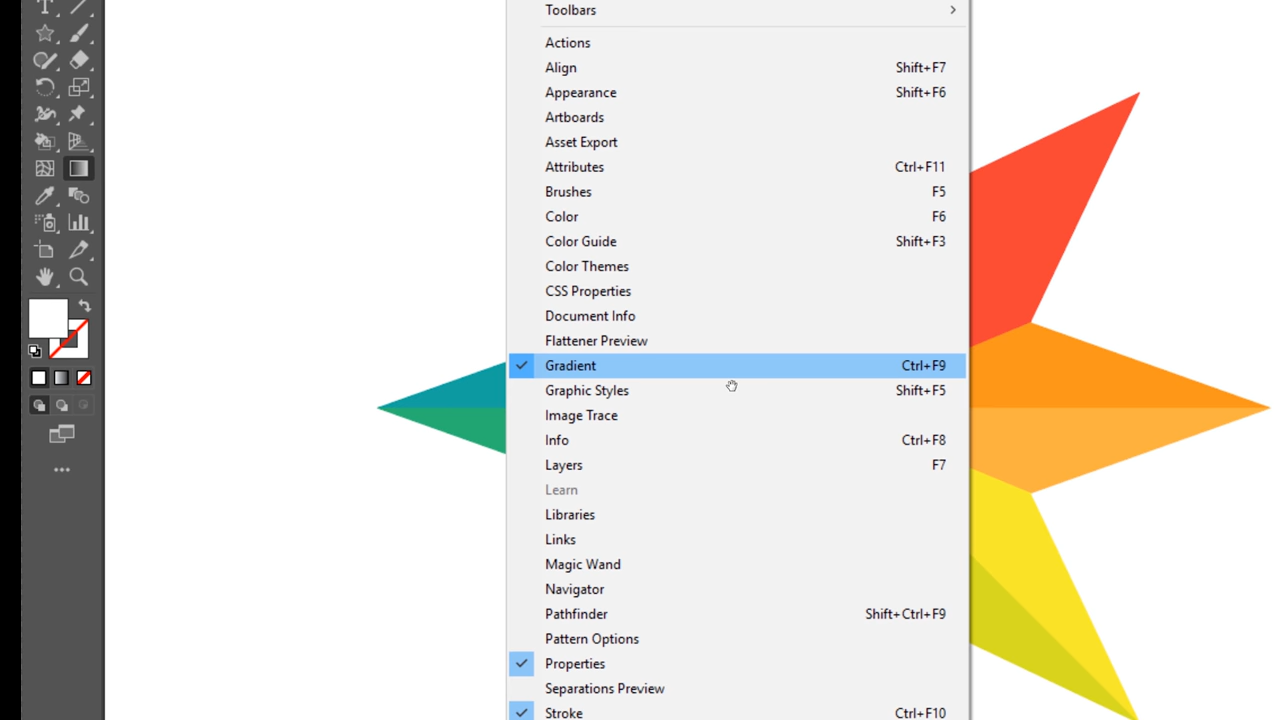 Toolbars
Actions
Align Shift+F7
Appearance Shift+F6
Artboards
Asset Export
Attributes Ctrl+F11
Brushes F5
Color F6
Color Guide Shift+F3
Color Themes
CSS Properties
Document Info
Flattener Preview
Gradient Ctrl+F9
Graphic Styles Shift+F5
Image Trace
Info Ctrl+F8
Layers F7
Learn
Libraries
Links
Magic Wand
Navigator
Pathfinder Shift+Ctrl+F9
Pattern Options
Properties
Separations Preview
Stroke Ctrl+F10